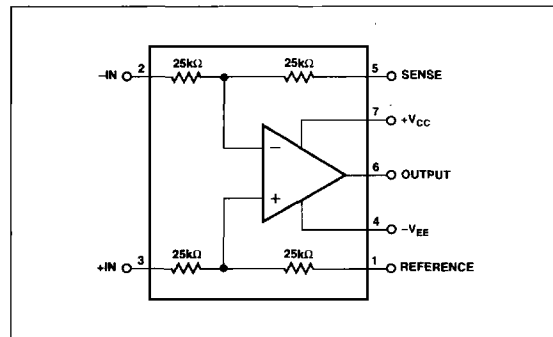 25kΩ 25kΩ
–IN 2 5 SENSE
7 +VCC
–
6 OUTPUT
+
4 –VEE
25kΩ 25kΩ
+IN 3 1 REFERENCE